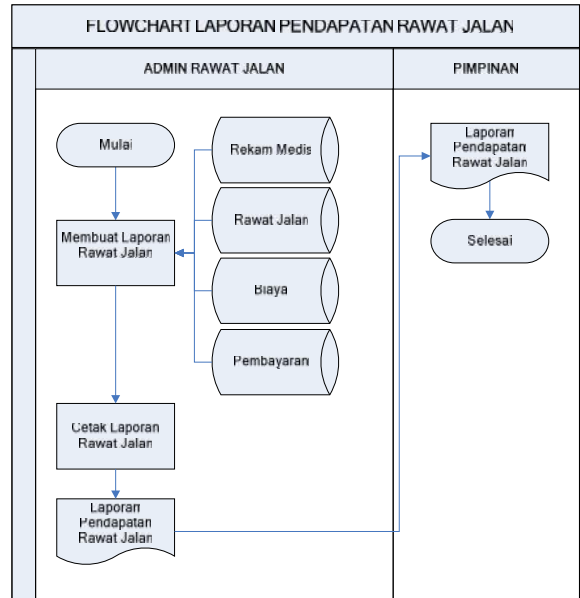 FLOWCHART LAPORAN PENDAPATAN RAWAT JALAN
ADMIN RAWAT JALAN
PIMPINAN
Mulai
Membuat Laporan
Rawat Jalan
Rekam Medis
Rawat Jalan
Biaya
Pembayaran
Cetak Laporan
Rawat Jalan
Laporan
Pendapatan
Rawat Jalan
Laporan
Pendapatan
Rawat Jalan
Selesai